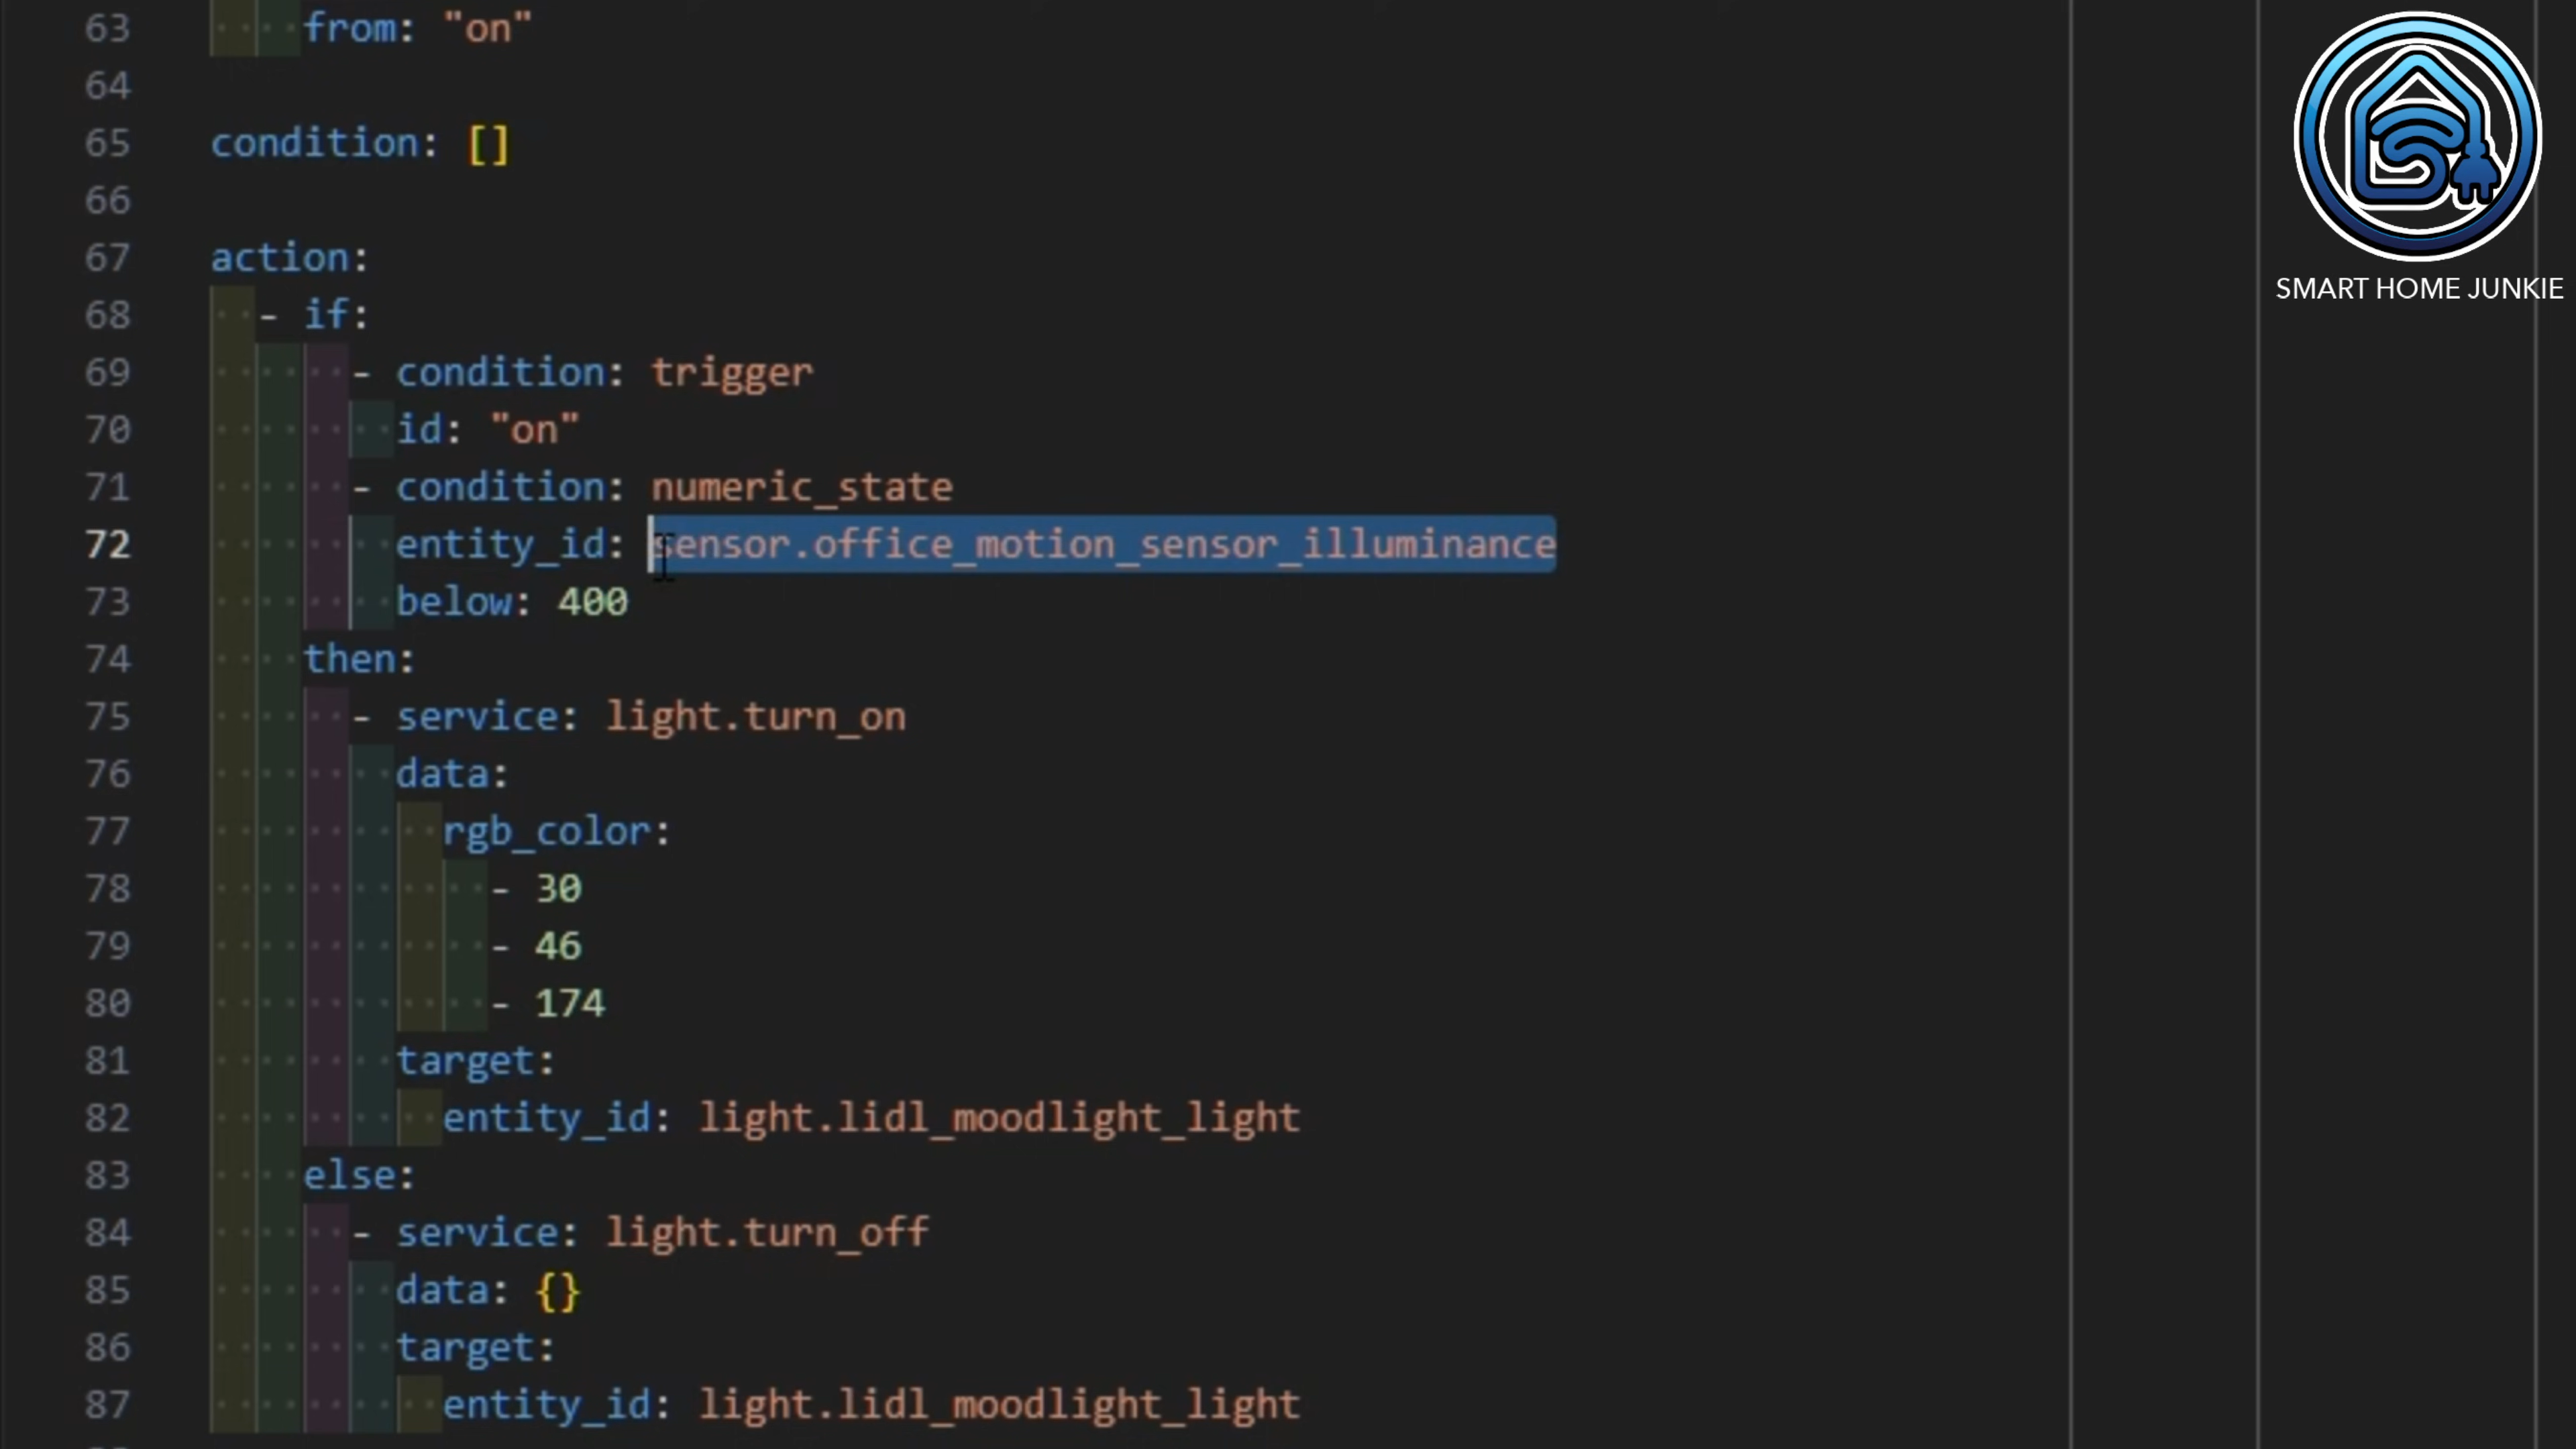 63 from: "on"
64
65 condition: []
66
67 action:
68 - if:
69 - condition: trigger
70 id: "on"
71 - condition: numeric_state
72 entity_id: sensor.office_motion_sensor_illuminance
73 below: 400
74 then:
75 - service: light.turn_on
76 data:
77 rgb_color:
78 - 30
79 - 46
80 - 174
81 target:
82 entity_id: light.lidl_moodlight_light
83 else:
84 - service: light.turn_off
85 data: {}
86 target:
87 entity_id: light.lidl_moodlight_light
SMART HOME JUNKIE